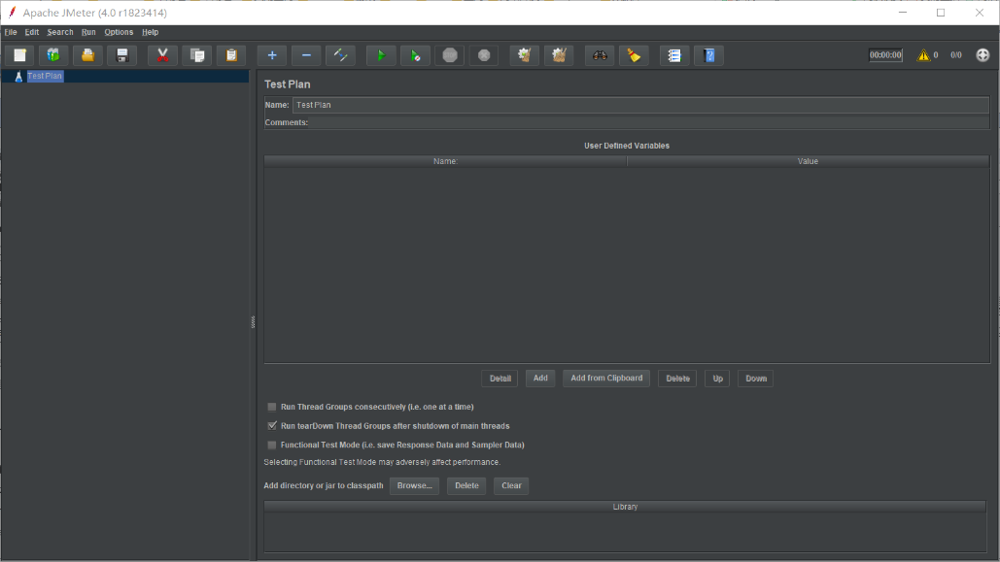 Apache JMeter (4.0 r1823414)
File Edit Search Run Options Help
00:00:00 0 0/0
Test Plan
Test Plan
Name: Test Plan
Comments:
User Defined Variables
Name: Value
Detail Add Add from Clipboard Delete Up Down
Run Thread Groups consecutively (i.e. one at a time)
Run tearDown Thread Groups after shutdown of main threads
Functional Test Mode (i.e. save Response Data and Sampler Data)
Selecting Functional Test Mode may adversely affect performance.
Add directory or jar to classpath Browse... Delete Clear
Library